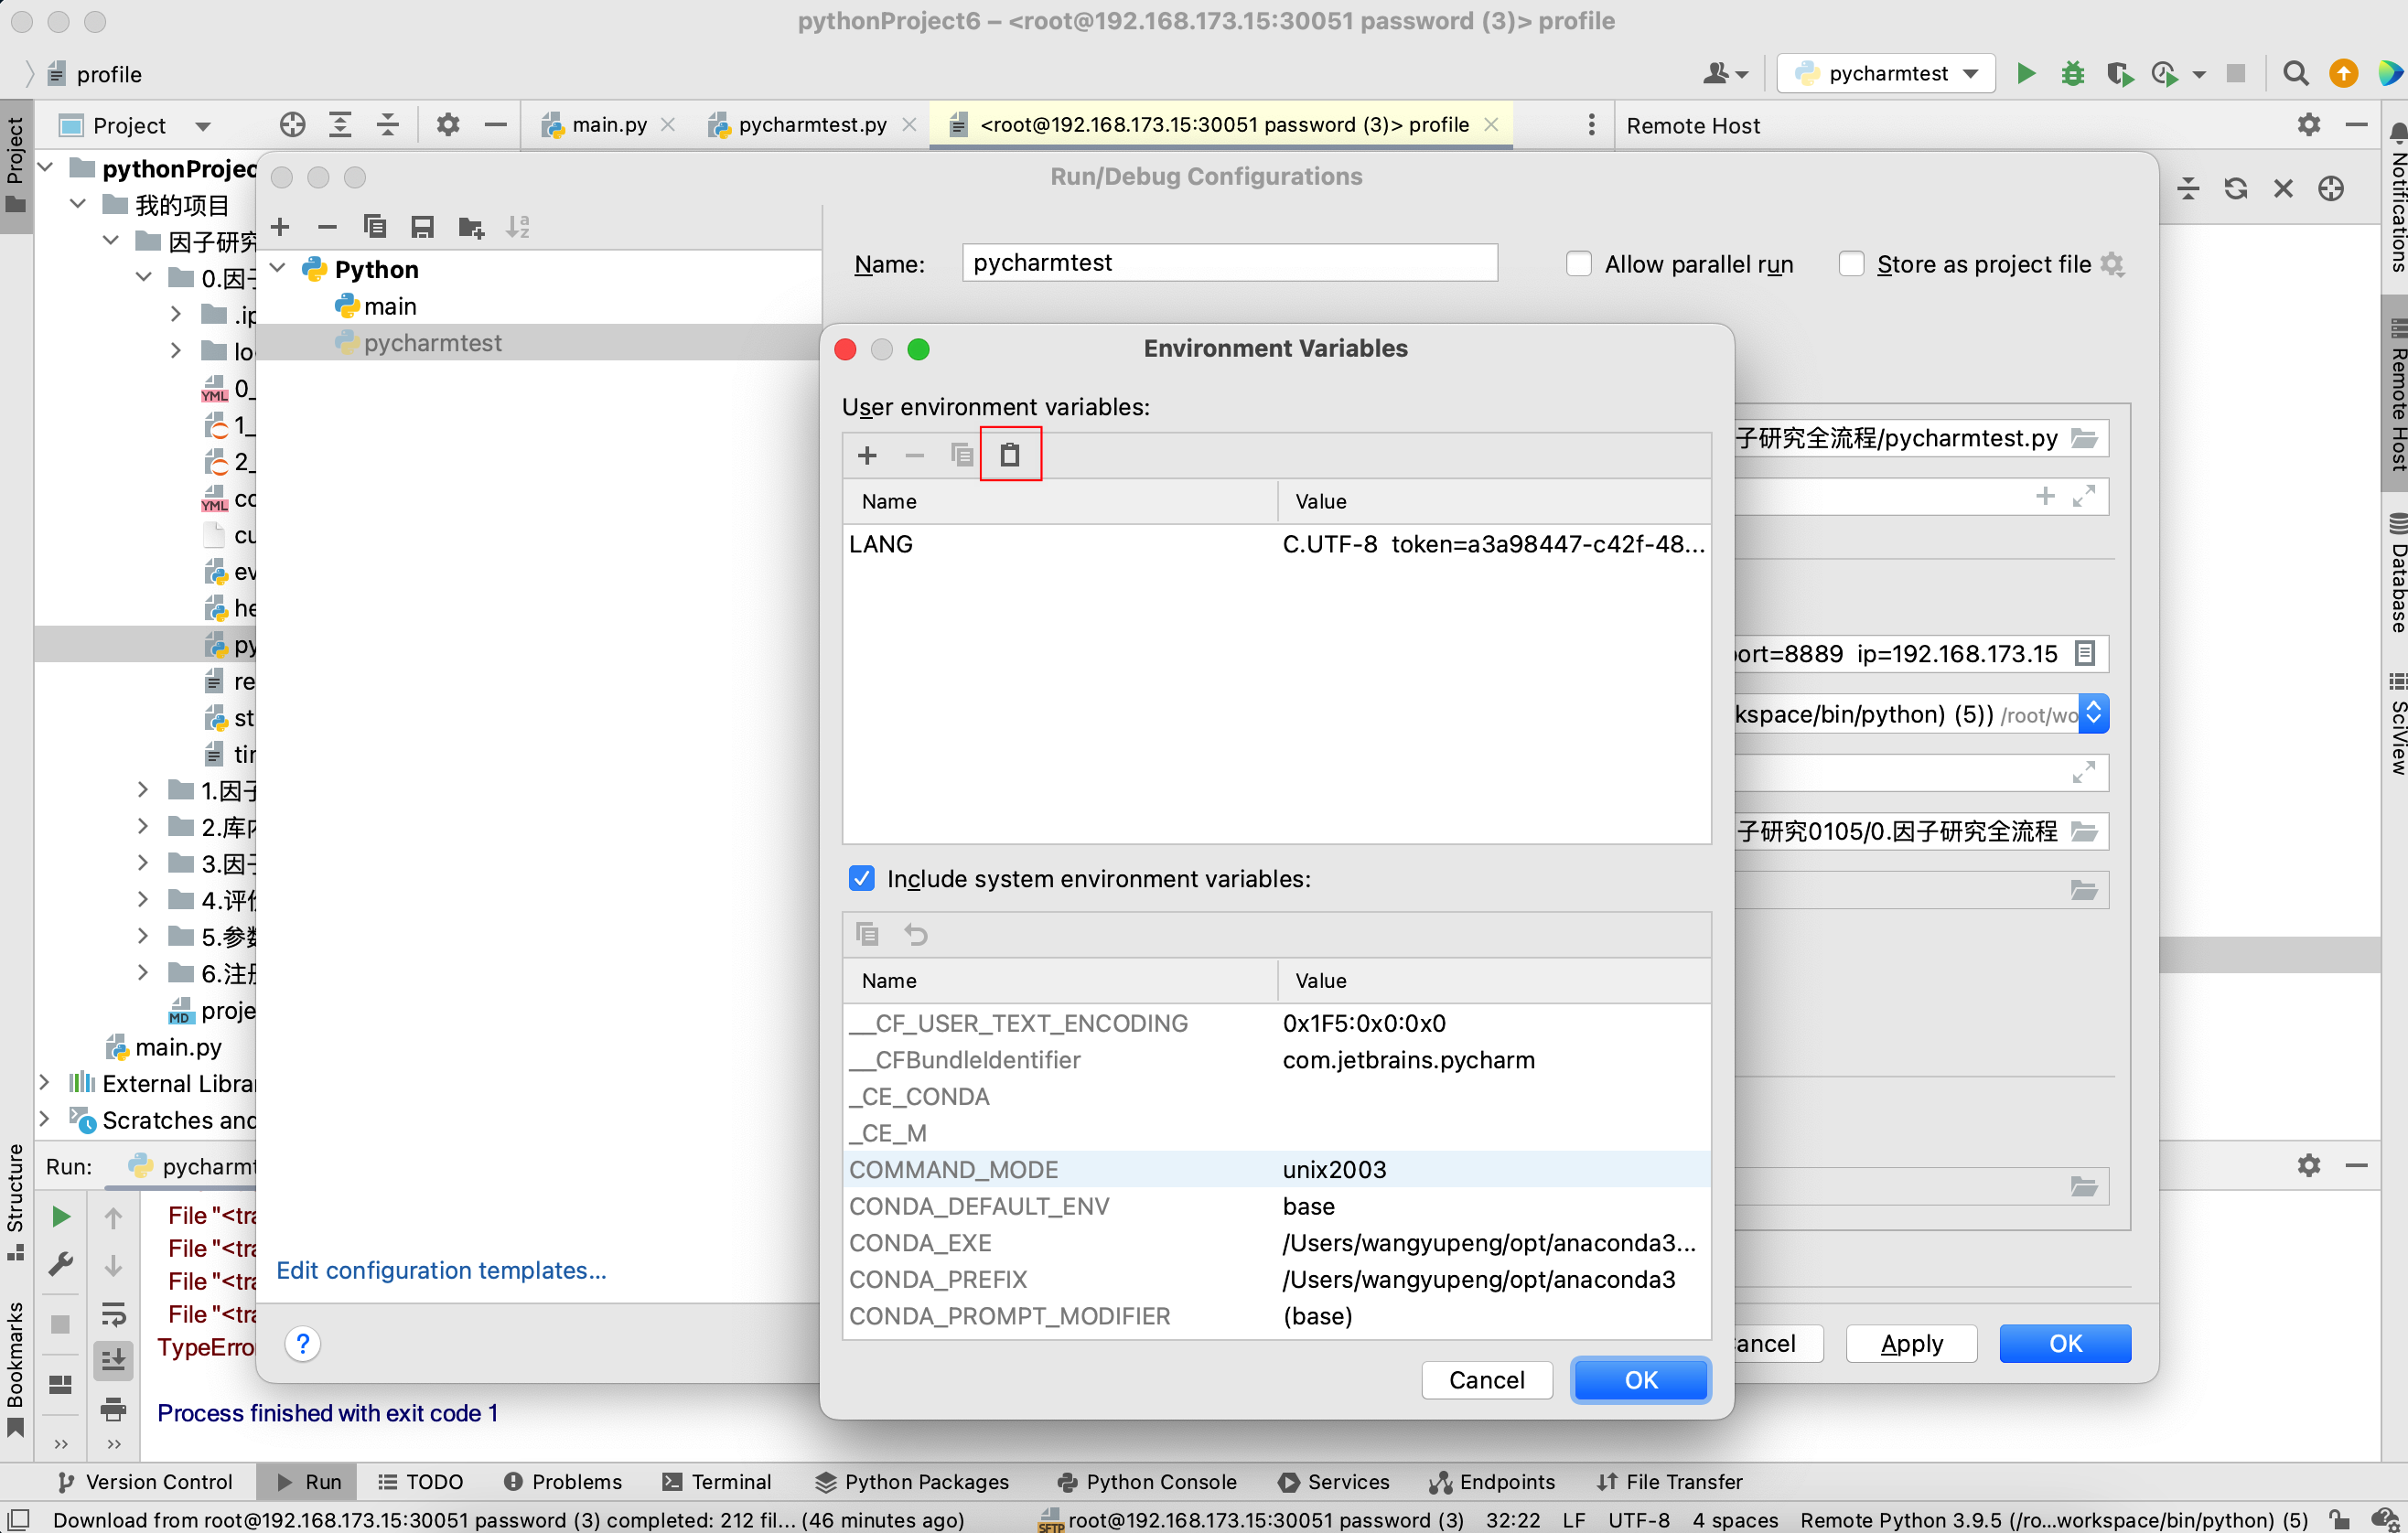 pythonProject6 – <root@192.168.173.15:30051 password (3)> profile
profile
pycharmtest
Project
main.py
pycharmtest.py
<root@192.168.173.15:30051 password (3)> profile
Remote Host
Project
Notifications
Remote Host
Database
SciView
Structure
Bookmarks
pythonProjec
我的项目
因子研究
0.因子
.ip
lo
0_
1_
2_
co
cu
ev
he
py
re
st
tir
1.因子
2.库内
3.因子
4.评价
5.参数
6.注册
proje
main.py
External Librar
Scratches and
Run/Debug Configurations
Python
main
pycharmtest
Edit configuration templates...
?
Name:
pycharmtest
Allow parallel run
Store as project file
子研究全流程/pycharmtest.py
port=8889 ip=192.168.173.15
kspace/bin/python) (5)) /root/wo
子研究0105/0.因子研究全流程
ancel
Apply
OK
Environment Variables
User environment variables:
Name Value
LANG C.UTF-8 token=a3a98447-c42f-48...
Include system environment variables:
Name Value
__CF_USER_TEXT_ENCODING 0x1F5:0x0:0x0
__CFBundleIdentifier com.jetbrains.pycharm
_CE_CONDA
_CE_M
COMMAND_MODE unix2003
CONDA_DEFAULT_ENV base
CONDA_EXE /Users/wangyupeng/opt/anaconda3...
CONDA_PREFIX /Users/wangyupeng/opt/anaconda3
CONDA_PROMPT_MODIFIER (base)
Cancel
OK
Run:
pycharmt
File "<tra
File "<tra
File "<tra
File "<tra
TypeErro
Process finished with exit code 1
Version Control
Run
TODO
Problems
Terminal
Python Packages
Python Console
Services
Endpoints
File Transfer
Download from root@192.168.173.15:30051 password (3) completed: 212 fil... (46 minutes ago)
SFTP
root@192.168.173.15:30051 password (3)
32:22
LF
UTF-8
4 spaces
Remote Python 3.9.5 (/ro...workspace/bin/python) (5)